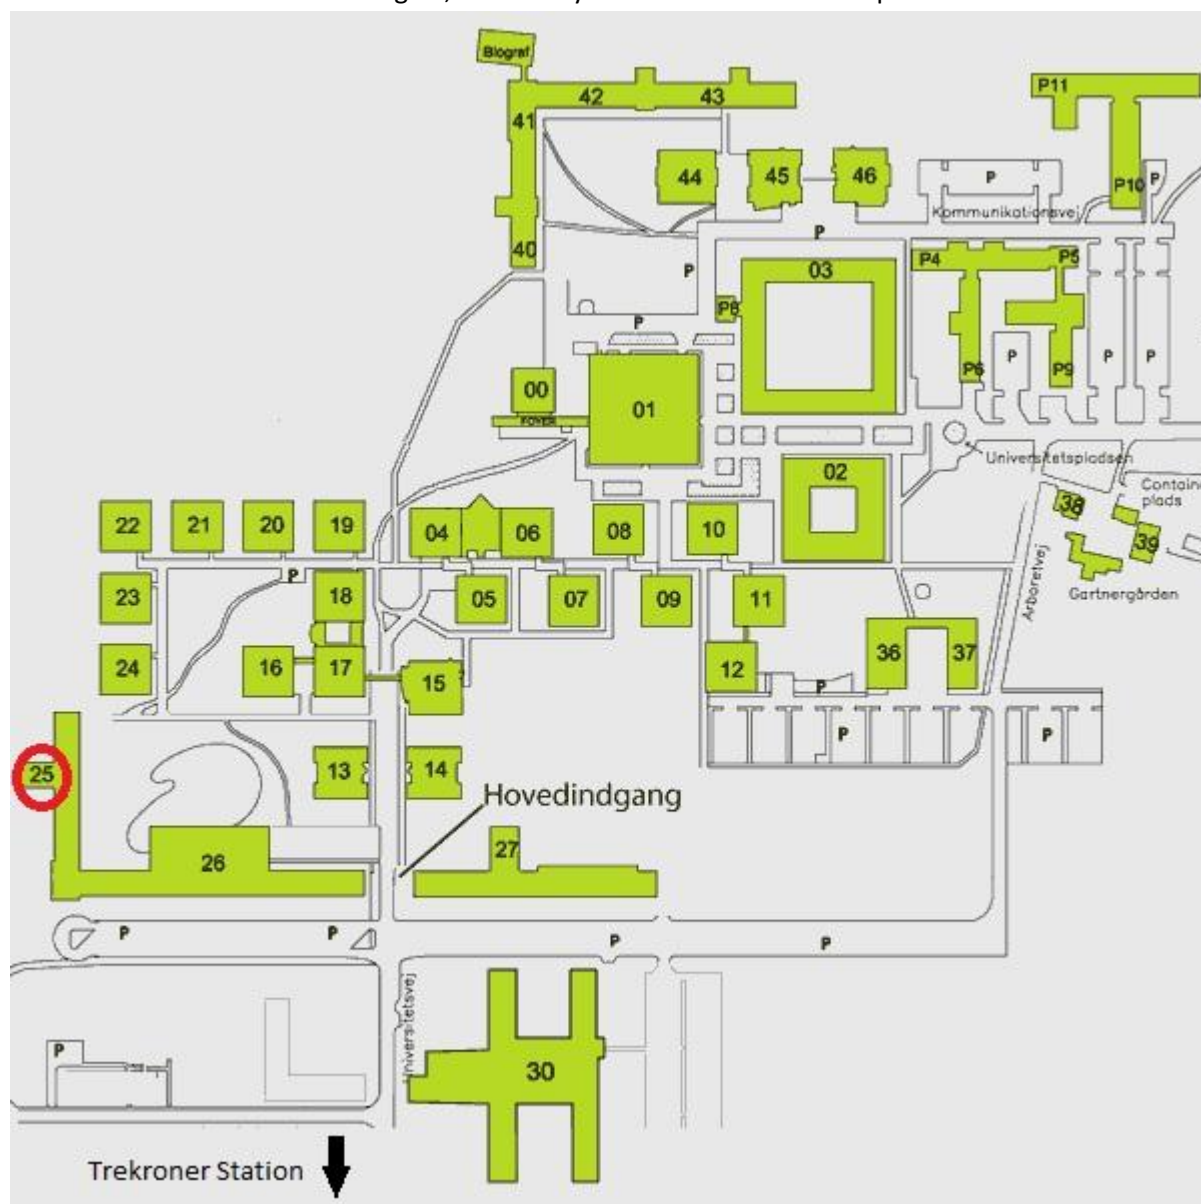 Biograf
42
43
P11
41
44
45
46
P
P10
P
Kommunikationsvej
P
40
03
P4
P5
P
P8
P
P
P
P
P6
P9
00
01
FOYER
Universitetspladsen
02
Container
plads
22
21
20
19
04
06
08
10
38
39
Arboretvej
Gartnergården
P
23
18
05
07
09
11
24
16
17
15
12
36
37
P
P
P
25
13
14
Hovedindgang
26
27
P
P
P
P
Universitetsvej
P
30
Trekroner Station